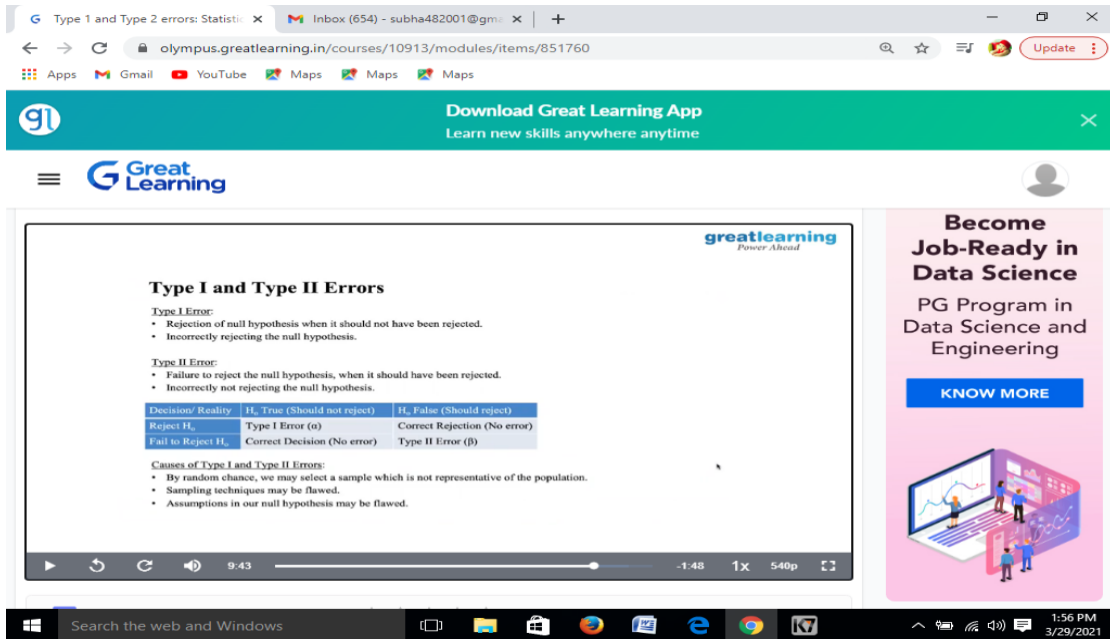 Type 1 and Type 2 errors: Statistic
Inbox (654) - subha482001@gma
olympus.greatlearning.in/courses/10913/modules/items/851760
Update
Apps
Gmail
YouTube
Maps
Maps
Maps
gl
Download Great Learning App
Learn new skills anywhere anytime
Great
Learning
greatlearning
Power Ahead
Type I and Type II Errors
Type I Error:
• Rejection of null hypothesis when it should not have been rejected.
• Incorrectly rejecting the null hypothesis.
Type II Error:
• Failure to reject the null hypothesis, when it should have been rejected.
• Incorrectly not rejecting the null hypothesis.
Decision/ Reality H₀ True (Should not reject) H₀ False (Should reject)
Reject H₀ Type I Error (α) Correct Rejection (No error)
Fail to Reject H₀ Correct Decision (No error) Type II Error (β)
Causes of Type I and Type II Errors:
• By random chance, we may select a sample which is not representative of the population.
• Sampling techniques may be flawed.
• Assumptions in our null hypothesis may be flawed.
9:43
-1:48
1x
540p
Become
Job-Ready in
Data Science
PG Program in
Data Science and
Engineering
KNOW MORE
Search the web and Windows
K7
1:56 PM
3/29/2021